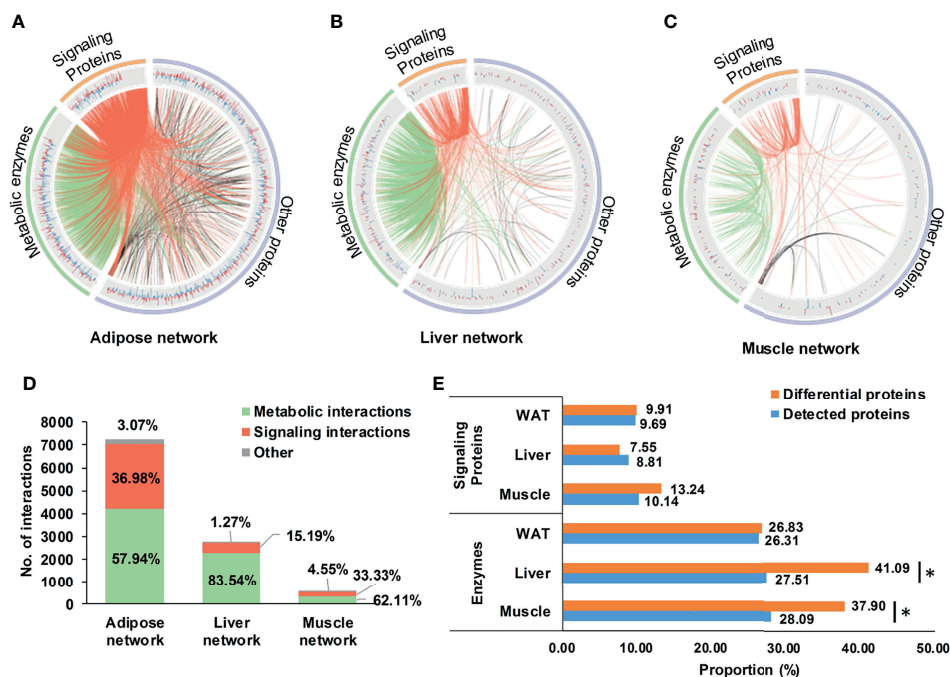 A
Signaling
Proteins
Metabolic enzymes
Other proteins
Adipose network
B
Signaling
Proteins
Metabolic enzymes
Other proteins
Liver network
C
Signaling
Proteins
Metabolic enzymes
Other proteins
Muscle network
D
Metabolic interactions
Signaling interactions
Other
No. of interactions
8000
7000
6000
5000
4000
3000
2000
1000
0
3.07%
36.98%
57.94%
1.27%
15.19%
83.54%
4.55%
33.33%
62.11%
Adipose
network
Liver
network
Muscle
network
E
Differential proteins
Detected proteins
Signaling
Proteins
WAT
9.91
9.69
Liver
7.55
8.81
Muscle
13.24
10.14
Enzymes
WAT
26.83
26.31
Liver
41.09
27.51
*
Muscle
37.90
28.09
*
0.00
10.00
20.00
30.00
40.00
50.00
Proportion (%)